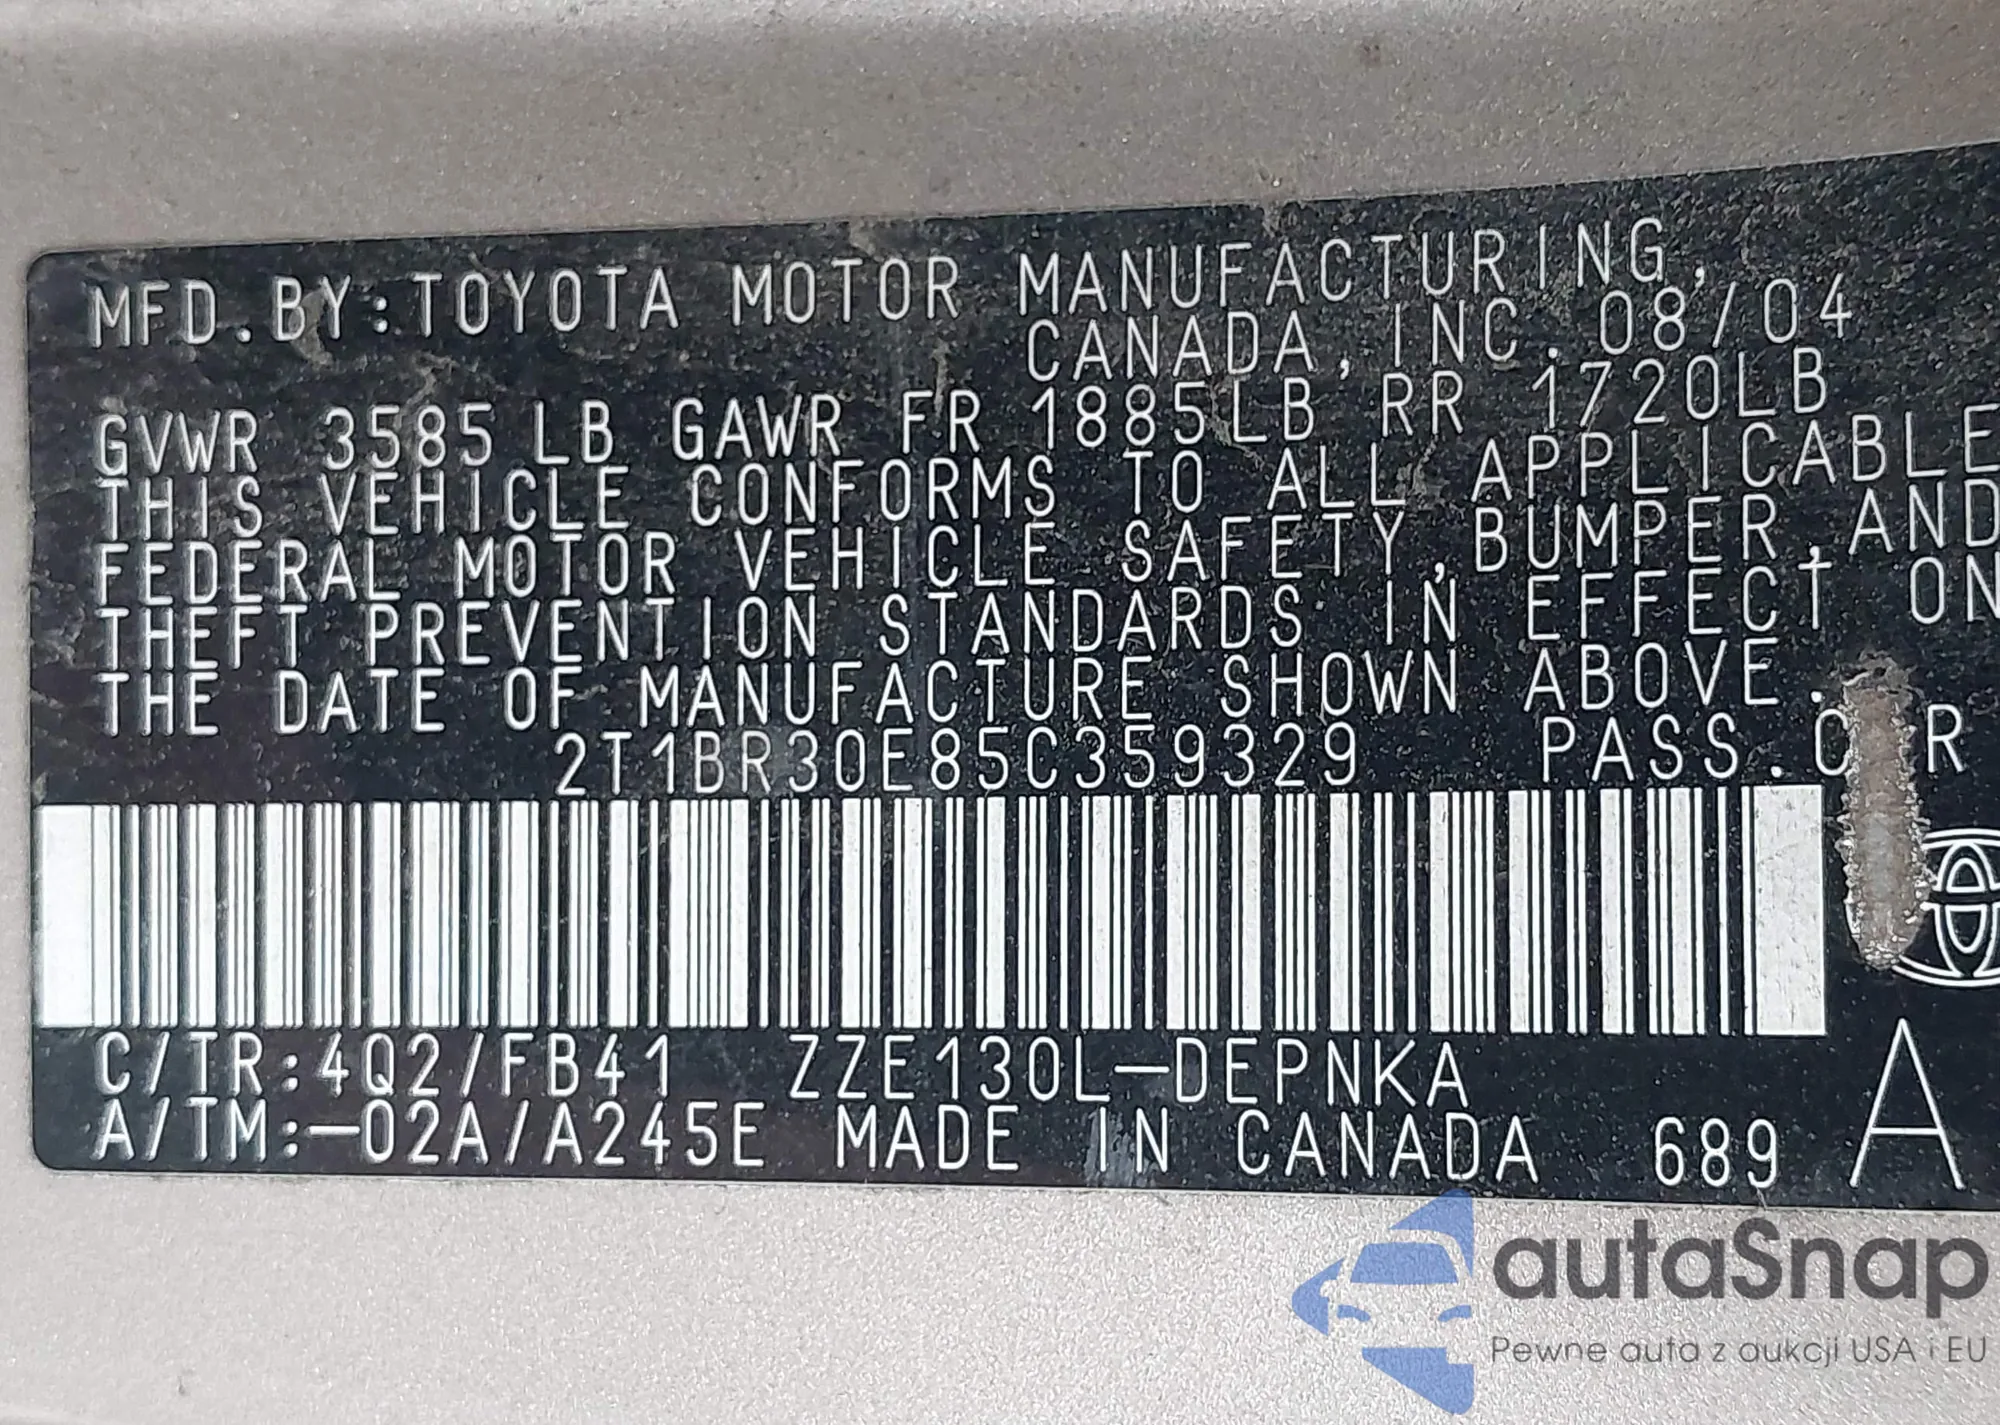 MFD.BY:TOYOTA MOTOR MANUFACTURING,
CANADA,INC.08/04
GVWR 3585LB GAWR FR 1885LB RR 1720LB
THIS VEHICLE CONFORMS TO ALL APPLICABLE
FEDERAL MOTOR VEHICLE SAFETY,BUMPER,AND
THEFT PREVENTION STANDARDS IN EFFECT ON
THE DATE OF MANUFACTURE SHOWN ABOVE.
2T1BR30E85C359329 PASS.
C/TR:4Q2/FB41 ZZE130L-DEPNKA
A/TM:-02A/A245E MADE IN CANADA 689 A
autaSnap
Pewne auta z aukcji USA i EU